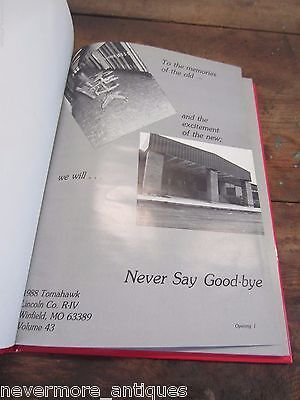 To the memories
of the old ...
and the
excitement
of the new;
we will . . .
Never Say Good-bye
1988 Tomahawk
Lincoln Co. R-IV
Winfield, MO 63389
Volume 43
Opening 1
nevermore_antiques